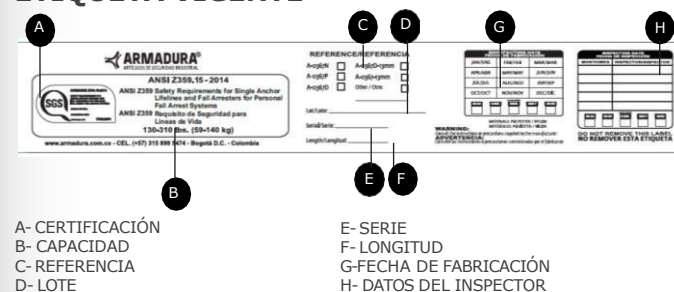 ETIQUETA VIGENTE
A
C
D
G
H
ARMADURA®
ARTÍCULOS DE SEGURIDAD INDUSTRIAL
SGS
ANSI Z359,15 - 2014
ANSI Z359 Safety Requirements for Single Anchor
Lifelines and Fall Arresters for Personal
Fall Arrest Systems
ANSI Z359 Requisito de Seguridad para
Líneas de Vida
130-310 lbs. (59-140 kg)
www.armadura.com.co - CEL. (+57) 315 899 - Bogotá D.C. - Colombia
REFERENCE/REFERENCIA
Other / Otro:
Lot/Lote:
Serial/Serie:
Length/Longitud:
FECHA DE FABRICACIÓN
JAN/ENE FEB/FEB MAR/MAR
APR/ABR MAY/MAY JUN/JUN
JUL/JUL AUG/AGO SEP/SEP
OCT/OCT NOV/NOV DEC/DIC
WARNING:
ADVERTENCIA:
INSPECTION DATE
FECHA DE INSPECCIÓN
DO NOT REMOVE THIS LABEL
NO REMOVER ESTA ETIQUETA
B
E
F
A- CERTIFICACIÓN
B- CAPACIDAD
C- REFERENCIA
D- LOTE
E- SERIE
F- LONGITUD
G-FECHA DE FABRICACIÓN
H- DATOS DEL INSPECTOR